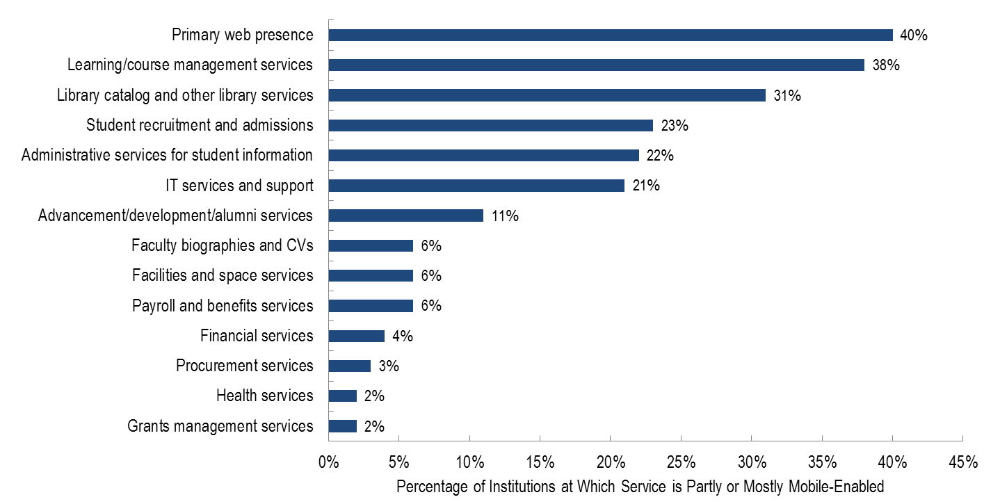 Primary web presence 40%
Learning/course management services 38%
Library catalog and other library services 31%
Student recruitment and admissions 23%
Administrative services for student information 22%
IT services and support 21%
Advancement/development/alumni services 11%
Faculty biographies and CVs 6%
Facilities and space services 6%
Payroll and benefits services 6%
Financial services 4%
Procurement services 3%
Health services 2%
Grants management services 2%
0% 5% 10% 15% 20% 25% 30% 35% 40% 45%
Percentage of Institutions at Which Service is Partly or Mostly Mobile-Enabled